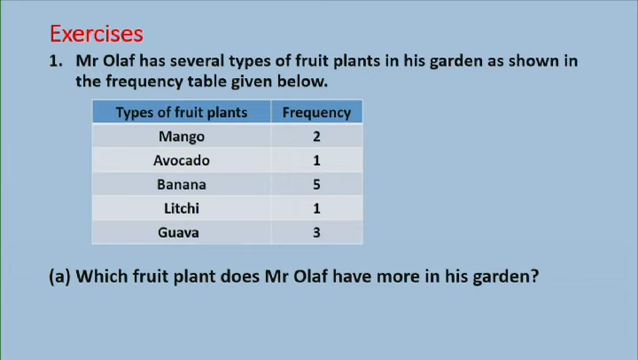 Exercises
1. Mr Olaf has several types of fruit plants in his garden as shown in
the frequency table given below.
Types of fruit plants Frequency
Mango 2
Avocado 1
Banana 5
Litchi 1
Guava 3
(a) Which fruit plant does Mr Olaf have more in his garden?